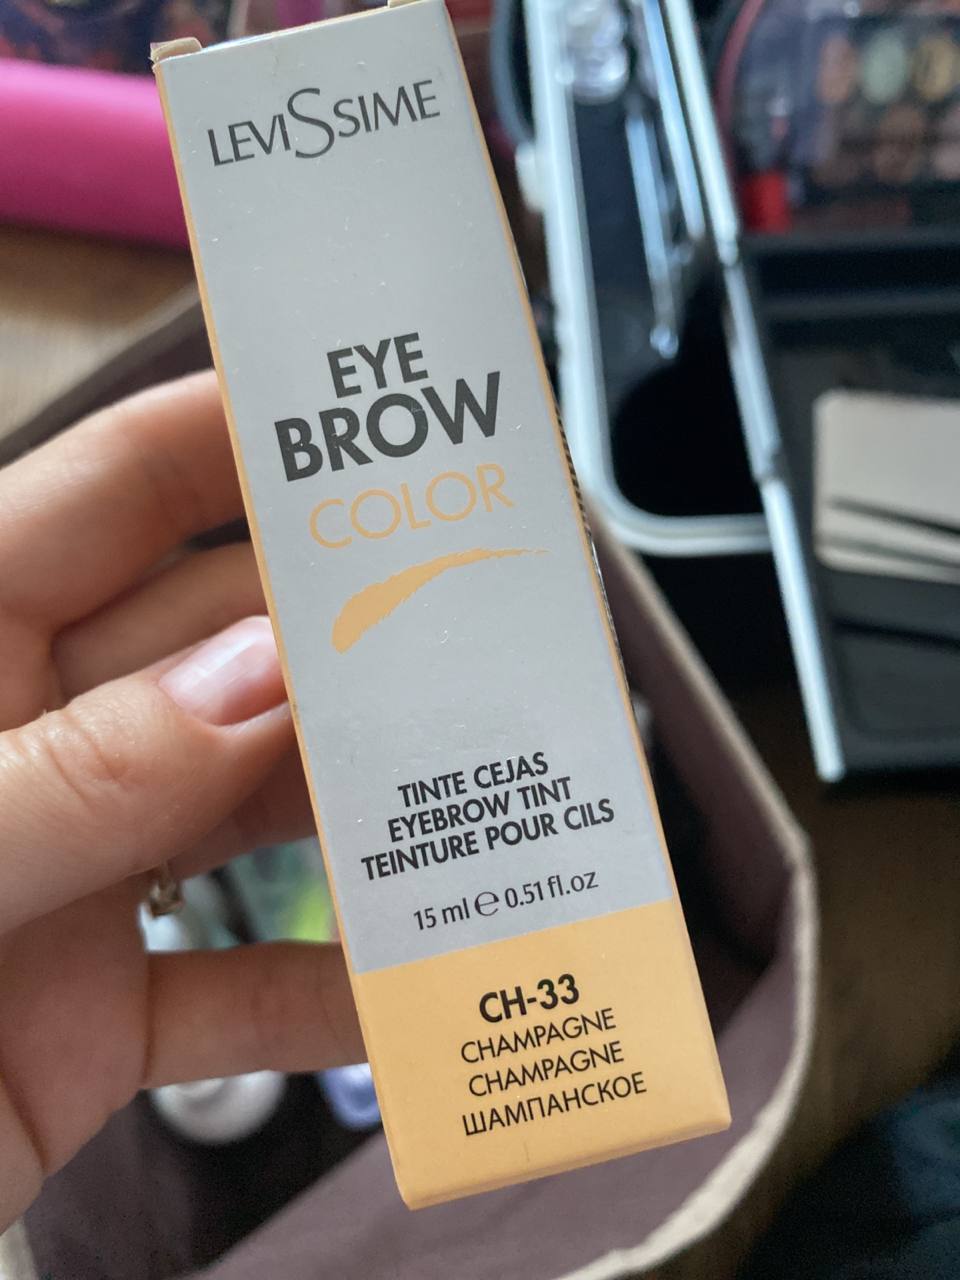 LEVISSIME
EYE
BROW
COLOR
TINTE CEJAS
EYEBROW TINT
TEINTURE POUR CILS
15 ml ℮ 0.51 fl.oz
CH-33
CHAMPAGNE
CHAMPAGNE
ШАМПАНСКОЕ